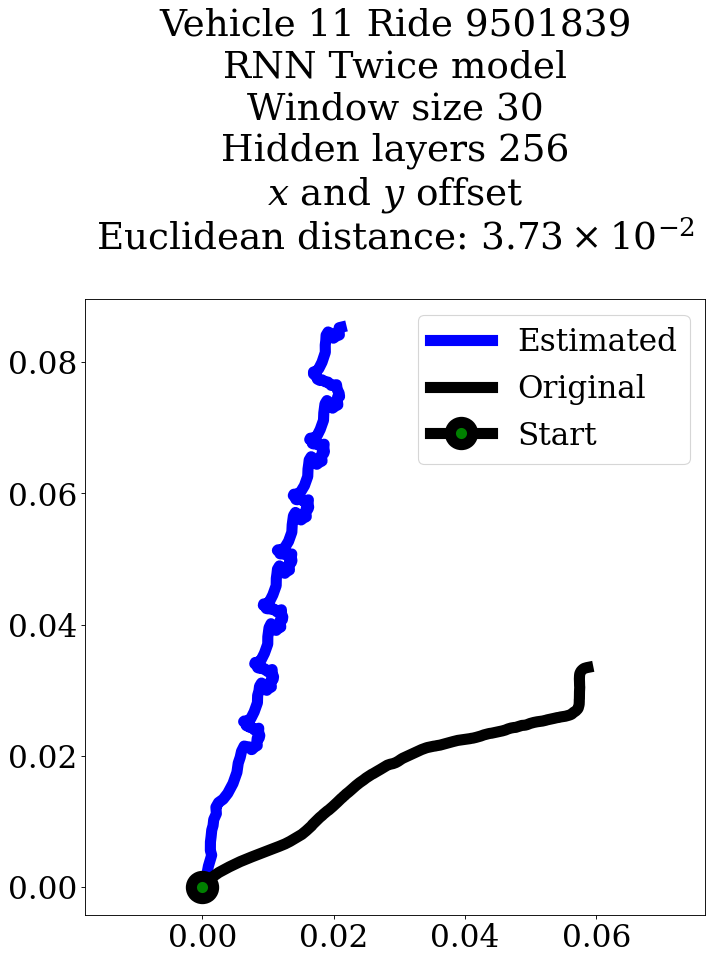 Vehicle 11 Ride 9501839
RNN Twice model
Window size 30
Hidden layers 256
x and y offset
Euclidean distance: 3.73 × 10⁻²
Estimated
Original
Start
0.08
0.06
0.04
0.02
0.00
0.00 0.02 0.04 0.06